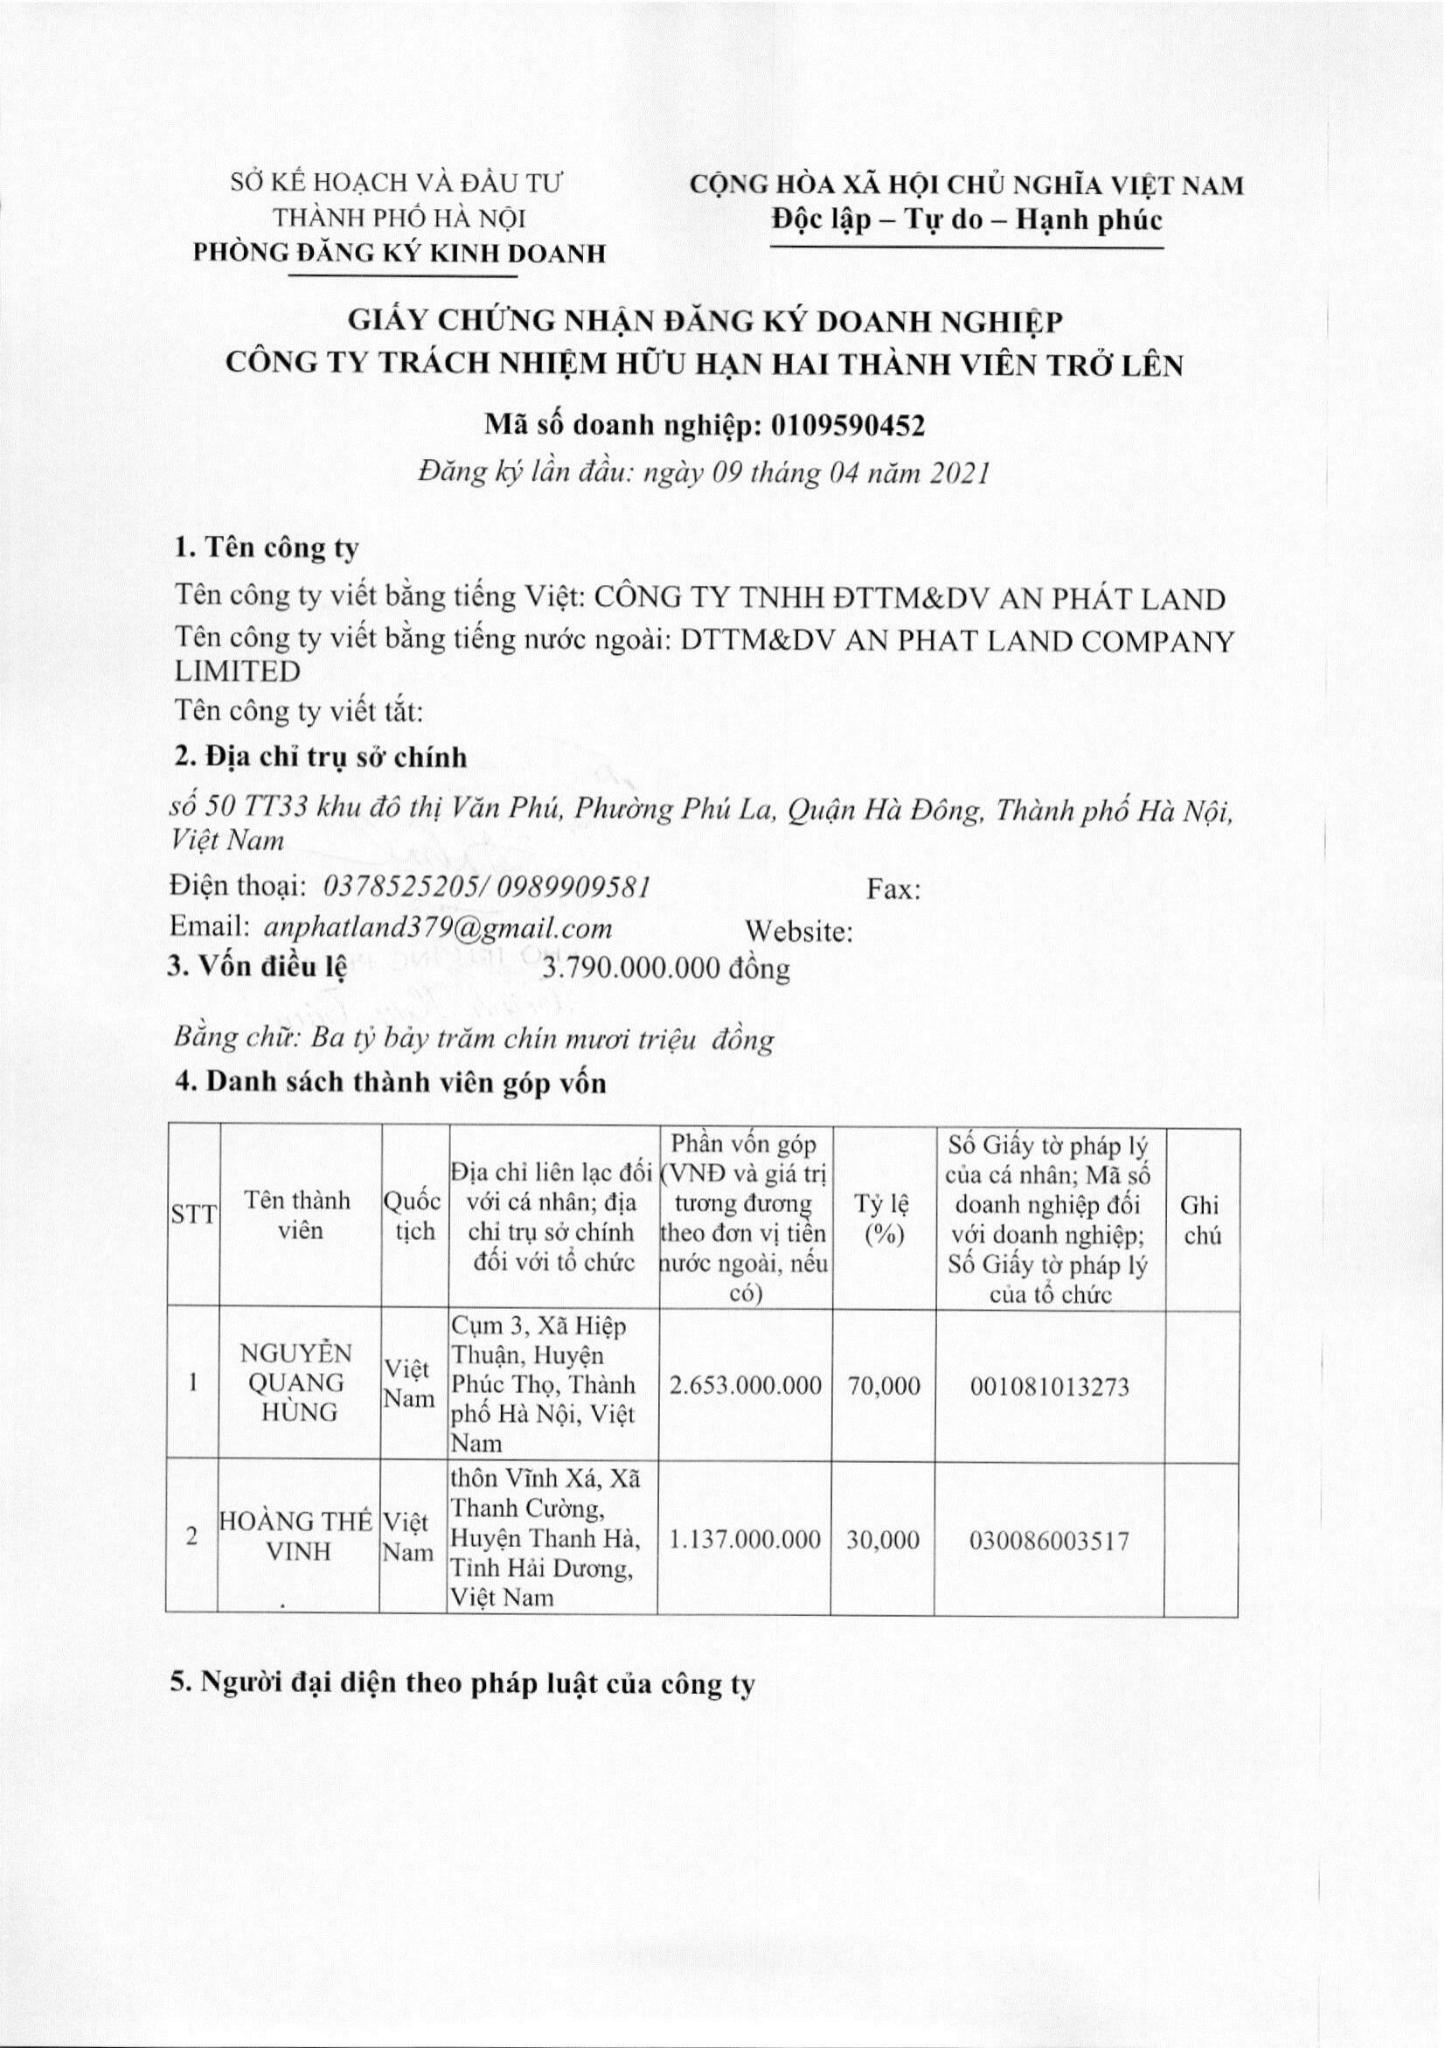 SỞ KẾ HOẠCH VÀ ĐẦU TƯ
THÀNH PHỐ HÀ NỘI
PHÒNG ĐĂNG KÝ KINH DOANH
CỘNG HÒA XÃ HỘI CHỦ NGHĨA VIỆT NAM
Độc lập – Tự do – Hạnh phúc
GIẤY CHỨNG NHẬN ĐĂNG KÝ DOANH NGHIỆP
CÔNG TY TRÁCH NHIỆM HỮU HẠN HAI THÀNH VIÊN TRỞ LÊN
Mã số doanh nghiệp: 0109590452
Đăng ký lần đầu: ngày 09 tháng 04 năm 2021
1. Tên công ty
Tên công ty viết bằng tiếng Việt: CÔNG TY TNHH ĐTTM&DV AN PHÁT LAND
Tên công ty viết bằng tiếng nước ngoài: DTTM&DV AN PHAT LAND COMPANY
LIMITED
Tên công ty viết tắt:
2. Địa chỉ trụ sở chính
số 50 TT33 khu đô thị Văn Phú, Phường Phú La, Quận Hà Đông, Thành phố Hà Nội,
Việt Nam
Điện thoại: 0378525205/ 0989909581 Fax:
Email: anphatland379@gmail.com Website:
3. Vốn điều lệ 3.790.000.000 đồng
Bằng chữ: Ba tỷ bảy trăm chín mươi triệu đồng
4. Danh sách thành viên góp vốn
STT
Tên thành
viên
Quốc
tịch
Địa chỉ liên lạc đối
với cá nhân; địa
chỉ trụ sở chính
đối với tổ chức
Phần vốn góp
(VNĐ và giá trị
tương đương
theo đơn vị tiền
nước ngoài, nếu
có)
Tỷ lệ
(%)
Số Giấy tờ pháp lý
của cá nhân; Mã số
doanh nghiệp đối
với doanh nghiệp;
Số Giấy tờ pháp lý
của tổ chức
Ghi
chú
1
NGUYỄN
QUANG
HÙNG
Việt
Nam
Cụm 3, Xã Hiệp
Thuận, Huyện
Phúc Thọ, Thành
phố Hà Nội, Việt
Nam
2.653.000.000
70,000
001081013273
2
HOÀNG THẾ
VINH
Việt
Nam
thôn Vĩnh Xá, Xã
Thanh Cường,
Huyện Thanh Hà,
Tỉnh Hải Dương,
Việt Nam
1.137.000.000
30,000
030086003517
5. Người đại diện theo pháp luật của công ty